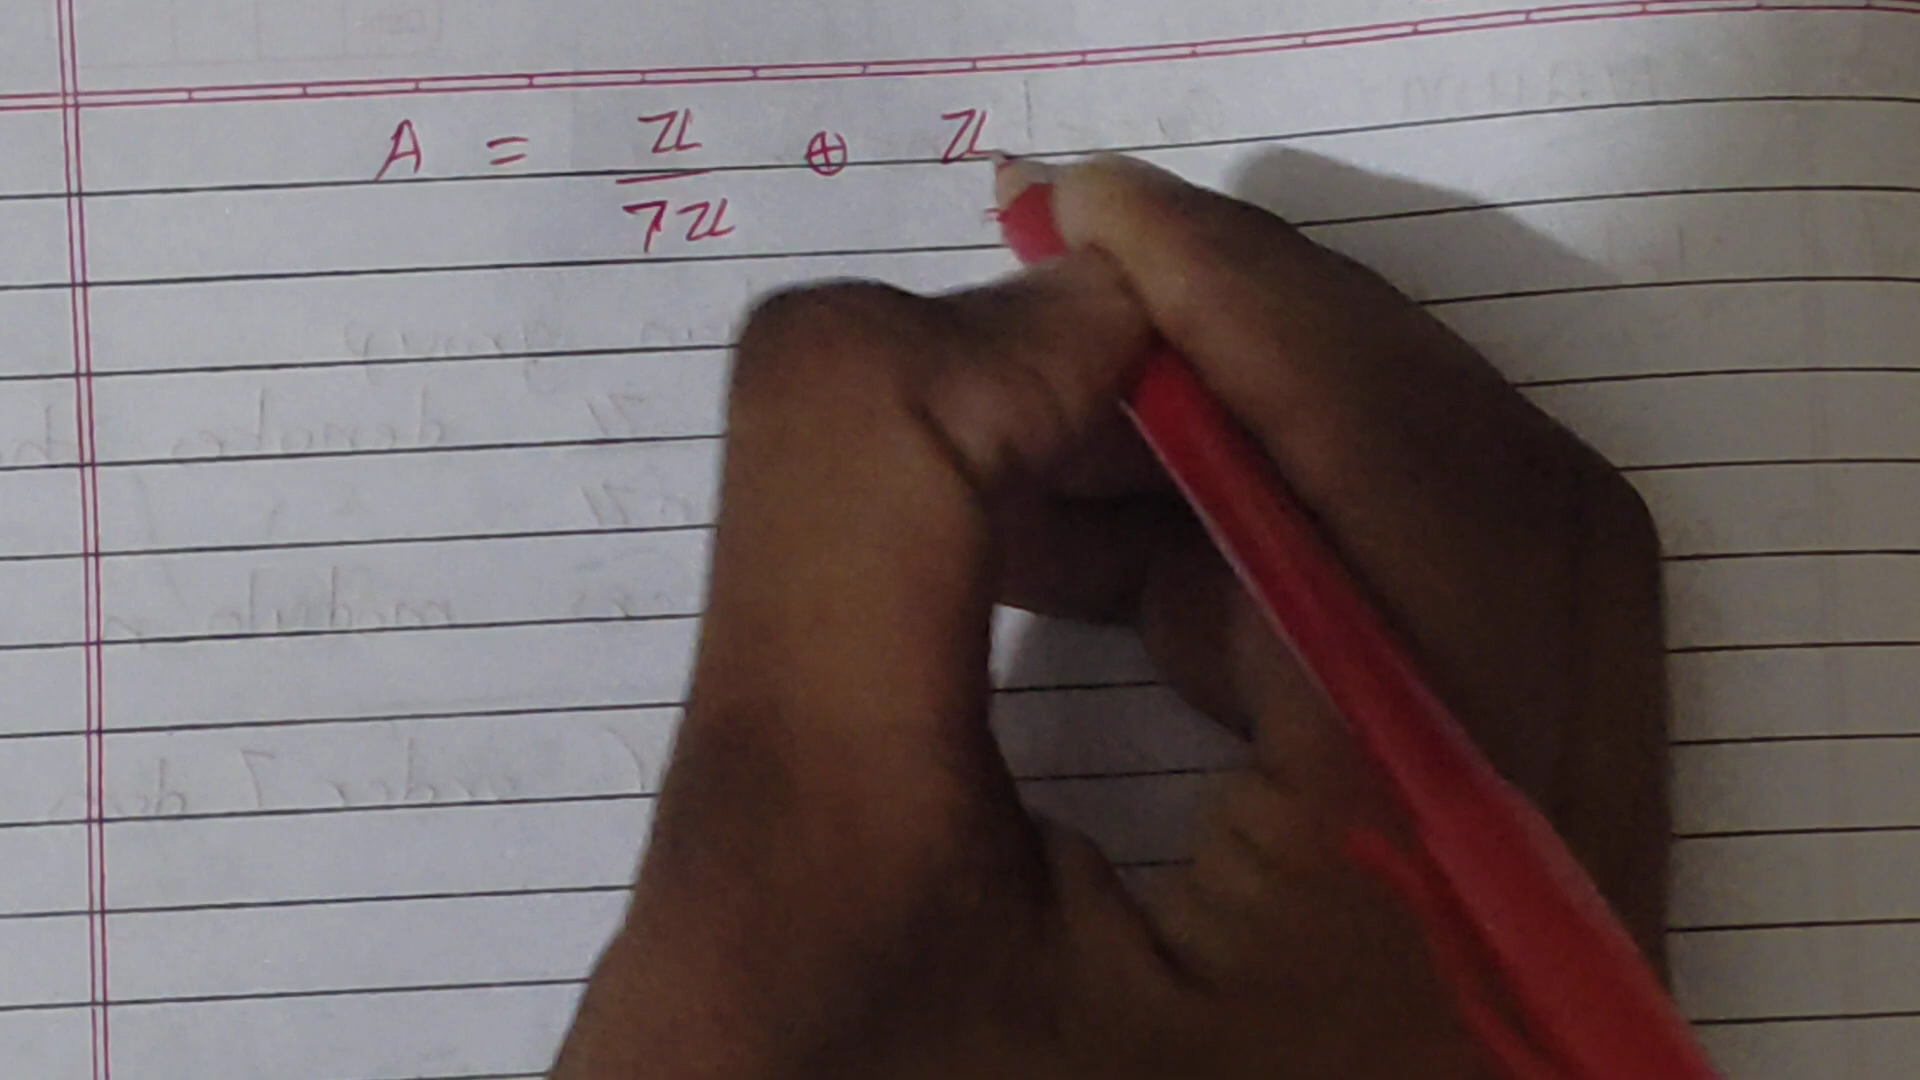 A = ℤ/7ℤ ⊕ ℤ